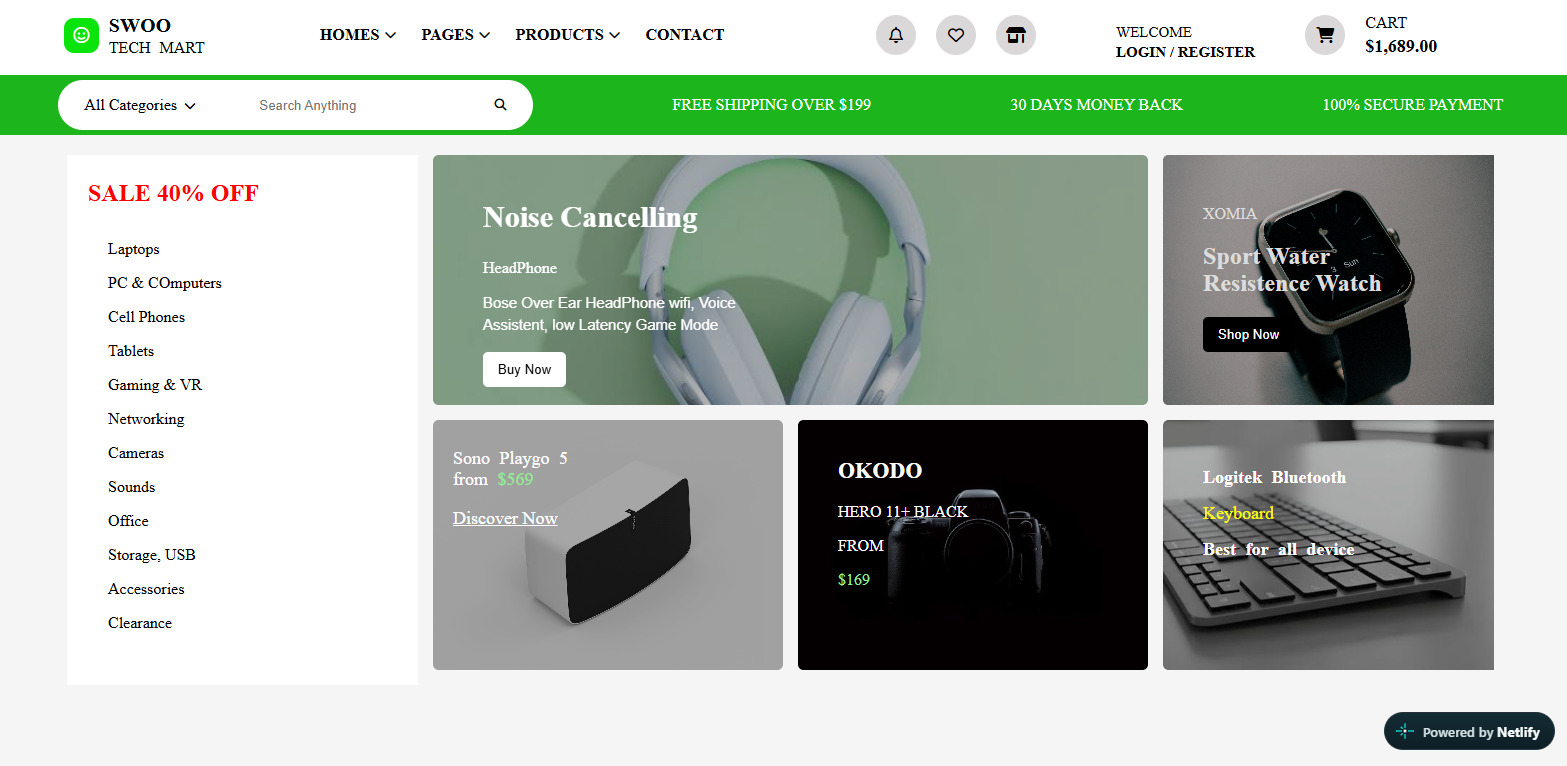 SWOO
TECH MART
HOMES
PAGES
PRODUCTS
CONTACT
WELCOME
LOGIN / REGISTER
CART
$1,689.00
All Categories
Search Anything
FREE SHIPPING OVER $199
30 DAYS MONEY BACK
100% SECURE PAYMENT
SALE 40% OFF
Laptops
PC & COmputers
Cell Phones
Tablets
Gaming & VR
Networking
Cameras
Sounds
Office
Storage, USB
Accessories
Clearance
Noise Cancelling
HeadPhone
Bose Over Ear HeadPhone wifi, Voice
Assistent, low Latency Game Mode
Buy Now
XOMIA
Sport Water
Resistence Watch
Shop Now
3 Sun
Sono Playgo 5
from $569
Discover Now
OKODO
HERO 11+ BLACK
FROM
$169
Logitek Bluetooth
Keyboard
Best for all device
Powered by Netlify